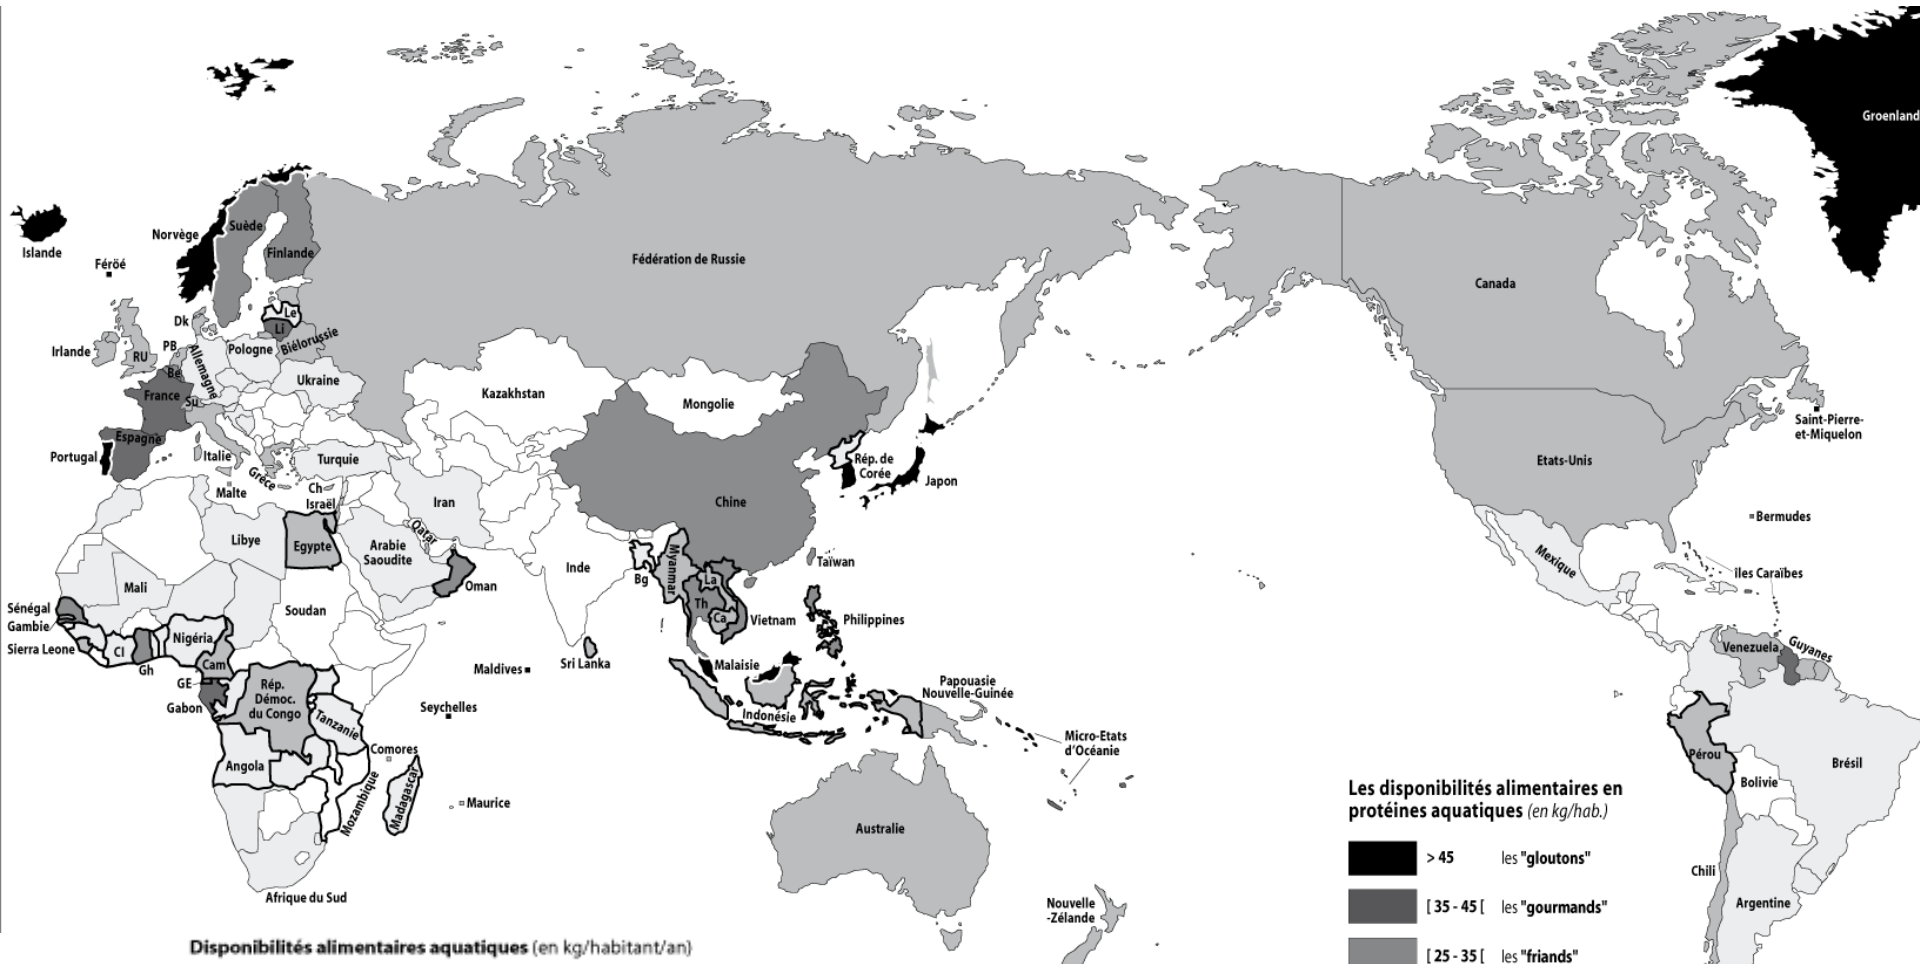 Groenland
Islande
Norvège
Suède
Finlande
Féröé
Fédération de Russie
Canada
Dk
Le
Li
Irlande
RU
PB
Allemagne
Pologne
Biélorussie
Be
Ukraine
France
Su
Kazakhstan
Mongolie
Espagne
Portugal
Italie
Grèce
Turquie
Malte
Ch
Israël
Iran
Chine
Rép. de
Corée
Japon
Etats-Unis
Saint-Pierre-
et-Miquelon
Bermudes
Libye
Egypte
Arabie
Saoudite
Qatar
Oman
Inde
Bg
Myanmar
La
Th
Ca
Vietnam
Taïwan
Philippines
Mexique
îles Caraïbes
Mali
Soudan
Sénégal
Gambie
Sierra Leone
CI
Gh
Nigéria
Cam
GE
Gabon
Rép.
Démoc.
du Congo
Tanzanie
Maldives
Sri Lanka
Malaisie
Indonésie
Papouasie
Nouvelle-Guinée
Micro-Etats
d'Océanie
Seychelles
Comores
Angola
Mozambique
Madagascar
Maurice
Afrique du Sud
Australie
Nouvelle
-Zélande
Venezuela
Guyanes
Pérou
Brésil
Bolivie
Chili
Argentine
Les disponibilités alimentaires en
protéines aquatiques (en kg/hab.)
> 45 les "gloutons"
[ 35 - 45 [ les "gourmands"
[ 25 - 35 [ les "friands"
Disponibilités alimentaires aquatiques (en kg/habitant/an)